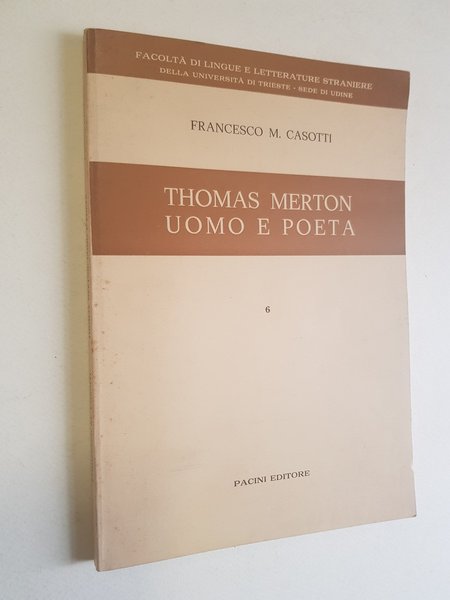 FACOLTÀ DI LINGUE E LETTERATURE STRANIERE
DELLA UNIVERSITÀ DI TRIESTE - SEDE DI UDINE
FRANCESCO M. CASOTTI
THOMAS MERTON
UOMO E POETA
6
PACINI EDITORE